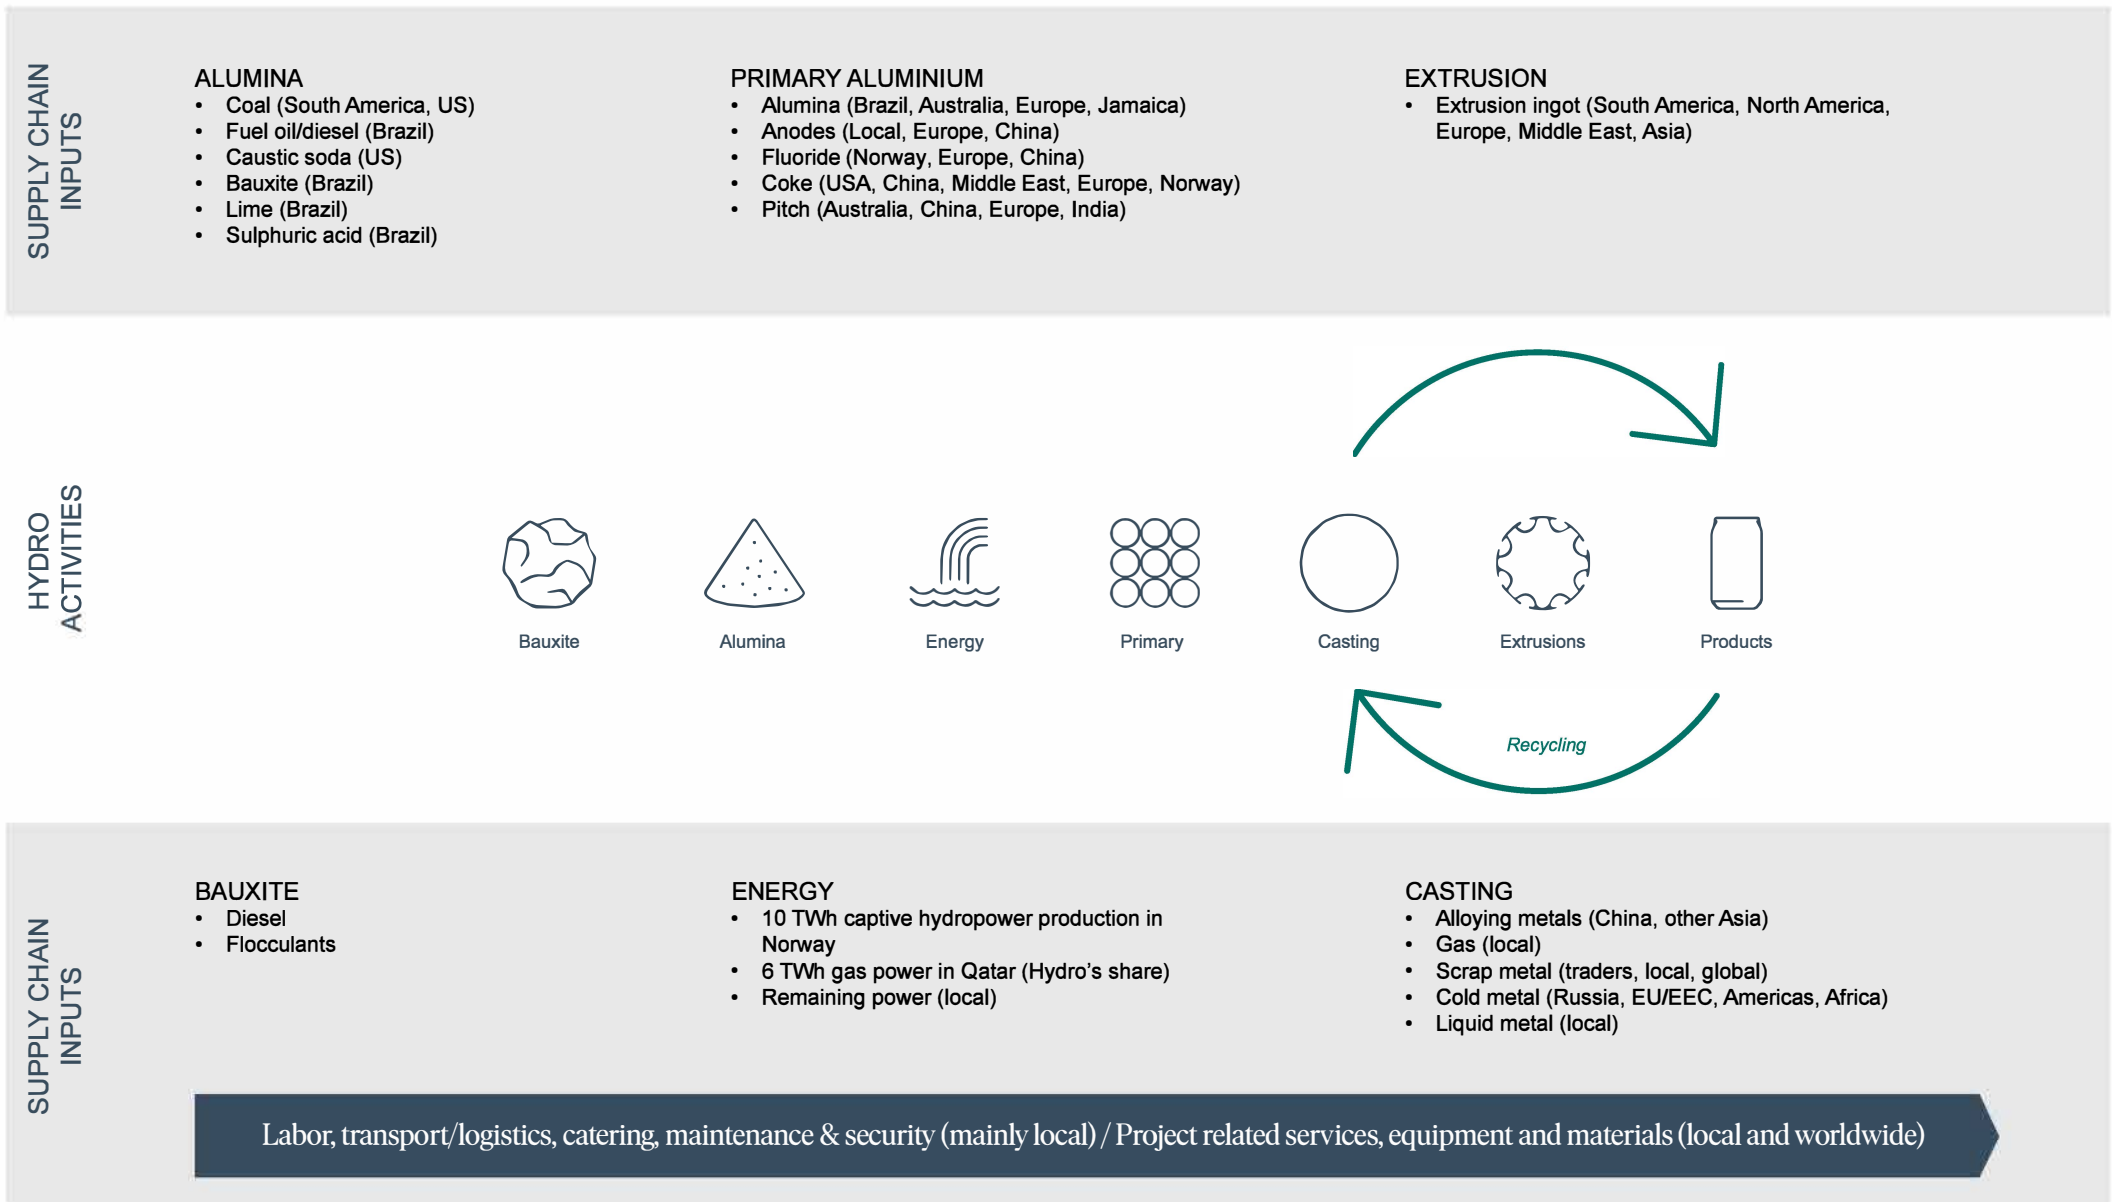 SUPPLY CHAIN
INPUTS
ALUMINA
• Coal (South America, US)
• Fuel oil/diesel (Brazil)
• Caustic soda (US)
• Bauxite (Brazil)
• Lime (Brazil)
• Sulphuric acid (Brazil)
PRIMARY ALUMINIUM
• Alumina (Brazil, Australia, Europe, Jamaica)
• Anodes (Local, Europe, China)
• Fluoride (Norway, Europe, China)
• Coke (USA, China, Middle East, Europe, Norway)
• Pitch (Australia, China, Europe, India)
EXTRUSION
• Extrusion ingot (South America, North America,
Europe, Middle East, Asia)
HYDRO
ACTIVITIES
Bauxite
Alumina
Energy
Primary
Casting
Extrusions
Products
Recycling
SUPPLY CHAIN
INPUTS
BAUXITE
• Diesel
• Flocculants
ENERGY
• 10 TWh captive hydropower production in
Norway
• 6 TWh gas power in Qatar (Hydro’s share)
• Remaining power (local)
CASTING
• Alloying metals (China, other Asia)
• Gas (local)
• Scrap metal (traders, local, global)
• Cold metal (Russia, EU/EEC, Americas, Africa)
• Liquid metal (local)
Labor, transport/logistics, catering, maintenance & security (mainly local) / Project related services, equipment and materials (local and worldwide)